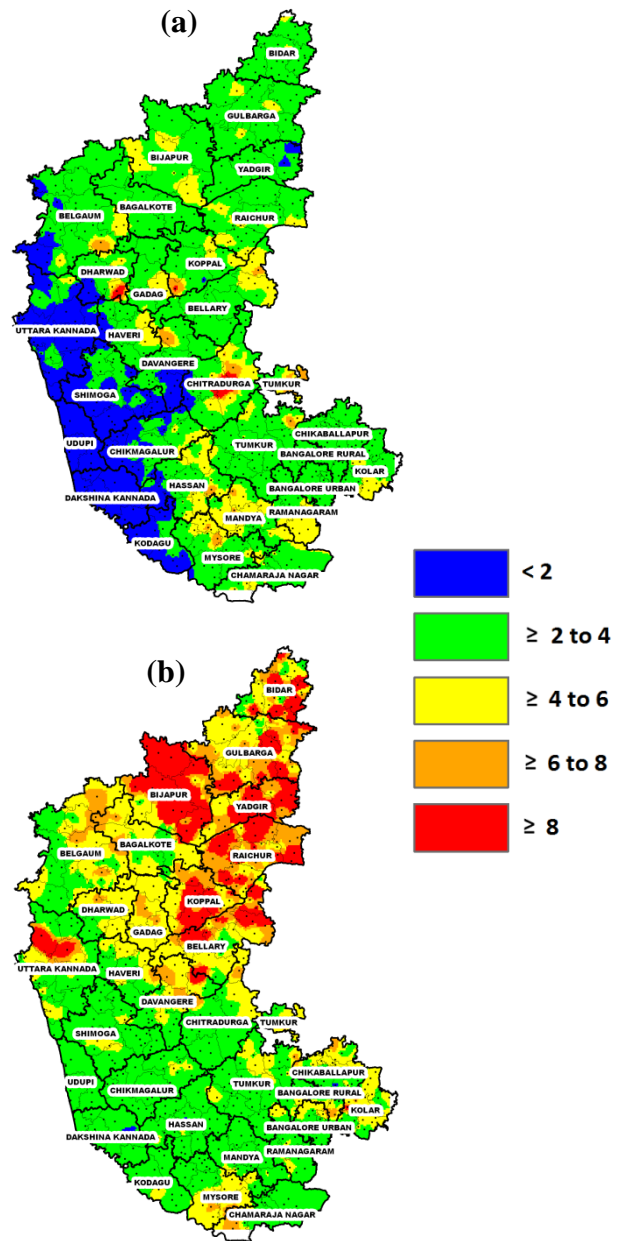 (a)
BIDAR
GULBARGA
BIJAPUR
YADGIR
BAGALKOTE
RAICHUR
BELGAUM
KOPPAL
DHARWAD
GADAG
BELLARY
UTTARA KANNADA
HAVERI
DAVANGERE
CHITRADURGA
TUMKUR
SHIMOGA
CHIKABALLAPUR
UDUPI
TUMKUR
CHIKMAGALUR
BANGALORE RURAL
KOLAR
HASSAN
BANGALORE URBAN
DAKSHINA KANNADA
RAMANAGARAM
MANDYA
KODAGU
MYSORE
CHAMARAJA NAGAR
< 2
≥ 2 to 4
≥ 4 to 6
≥ 6 to 8
≥ 8
(b)
BIDAR
GULBARGA
BIJAPUR
YADGIR
BAGALKOTE
RAICHUR
BELGAUM
KOPPAL
DHARWAD
GADAG
BELLARY
UTTARA KANNADA
HAVERI
DAVANGERE
CHITRADURGA
TUMKUR
SHIMOGA
CHIKABALLAPUR
UDUPI
TUMKUR
CHIKMAGALUR
BANGALORE RURAL
KOLAR
HASSAN
BANGALORE URBAN
DAKSHINA KANNADA
RAMANAGARAM
MANDYA
KODAGU
MYSORE
CHAMARAJA NAGAR